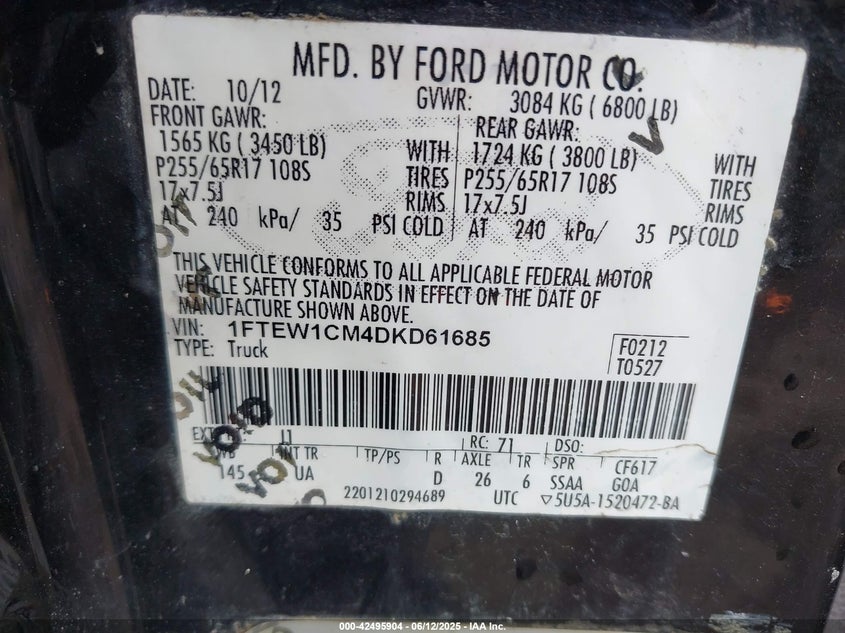 MFD. BY FORD MOTOR CO.
DATE: 10/12 GVWR: 3084 KG ( 6800 LB)
FRONT GAWR: REAR GAWR:
1565 KG ( 3450 LB) WITH 1724 KG ( 3800 LB) WITH
P255/65R17 108S TIRES P255/65R17 108S TIRES
17x7.5J RIMS 17x7.5J RIMS
AT 240 kPa/ 35 PSI COLD AT 240 kPa/ 35 PSI COLD
THIS VEHICLE CONFORMS TO ALL APPLICABLE FEDERAL MOTOR
VEHICLE SAFETY STANDARDS IN EFFECT ON THE DATE OF
MANUFACTURE SHOWN ABOVE.
VIN: 1FTEW1CM4DKD61685
TYPE: Truck
F0212
T0527
J1 RC: 71 DSO:
INT TR TP/PS R AXLE TR SPR CF617
145 UA D 26 6 SSAA GOA
2201210294689 UTC ▽5U5A-1520472-BA
VOID
VOID
000-42495904 - 06/12/2025 - IAA Inc.